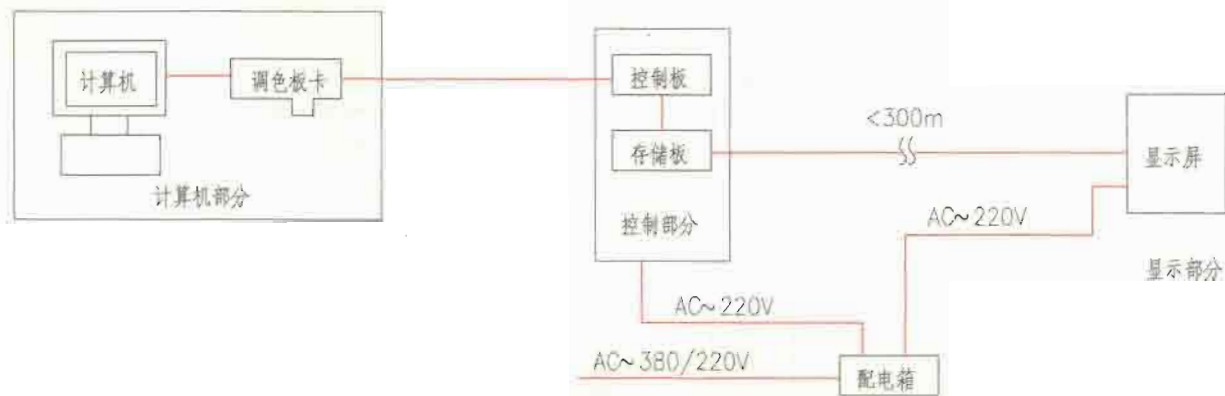 计算机
调色板卡
计算机部分
控制板
存储板
控制部分
<300m
显示屏
AC~220V
显示部分
AC~220V
AC~380/220V
配电箱